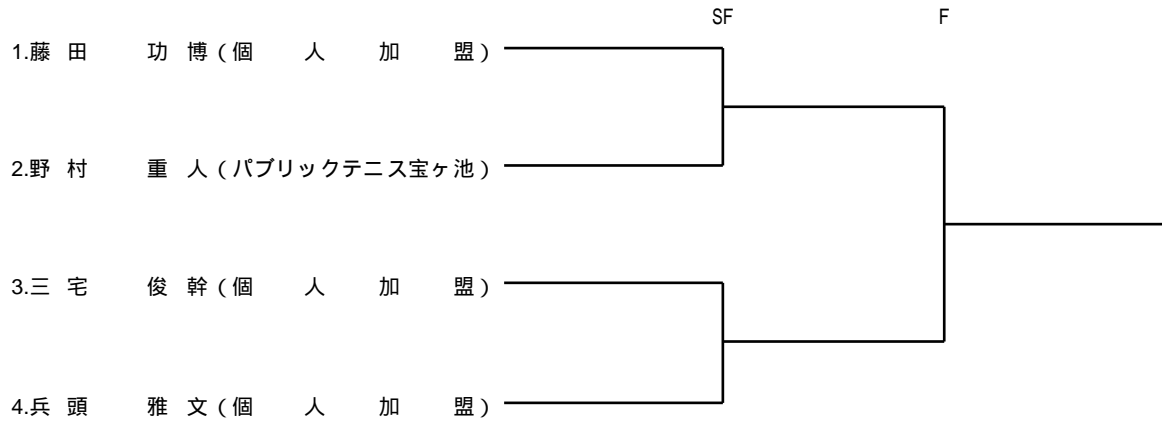 SF F
1.藤 田 功 博(個 人 加 盟)
2.野 村 重 人(パブリックテニス宝ヶ池)
3.三 宅 俊 幹(個 人 加 盟)
4.兵 頭 雅 文(個 人 加 盟)